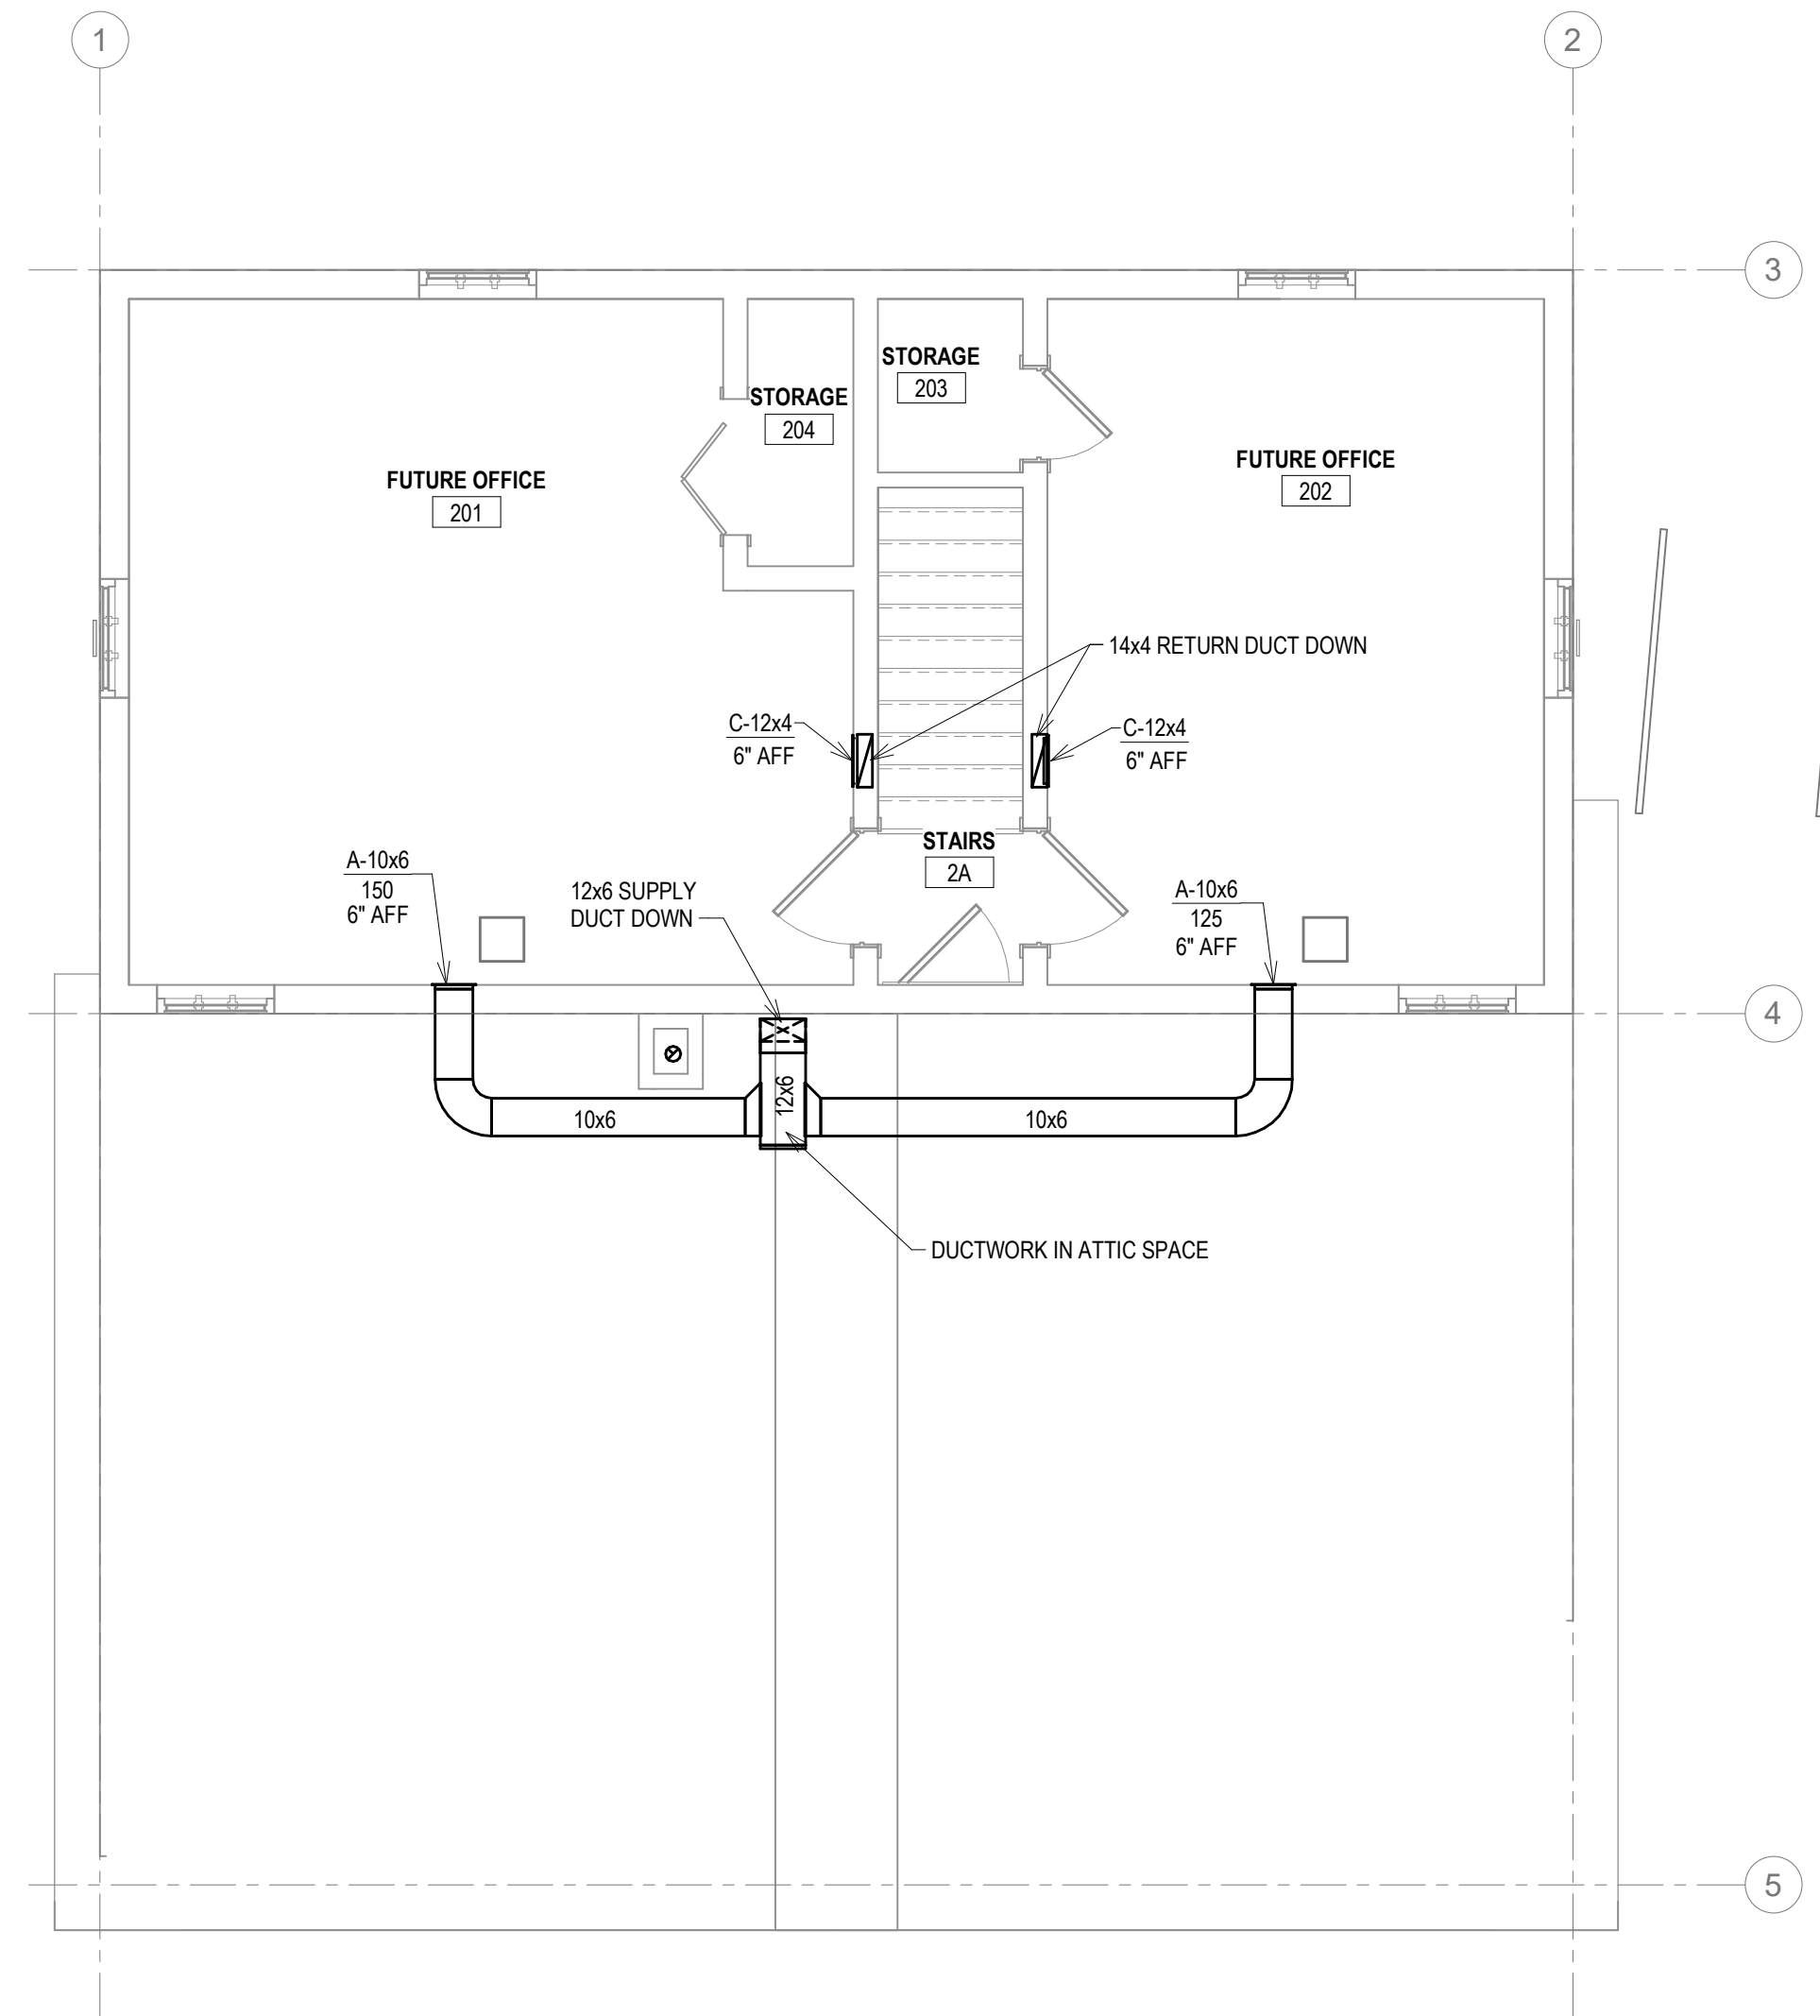 1
2
3
STORAGE
203
STORAGE
204
FUTURE OFFICE
201
FUTURE OFFICE
202
14x4 RETURN DUCT DOWN
C-12x4
6" AFF
C-12x4
6" AFF
STAIRS
2A
A-10x6
150
6" AFF
12x6 SUPPLY
DUCT DOWN
A-10x6
125
6" AFF
4
12x6
10x6
10x6
DUCTWORK IN ATTIC SPACE
5